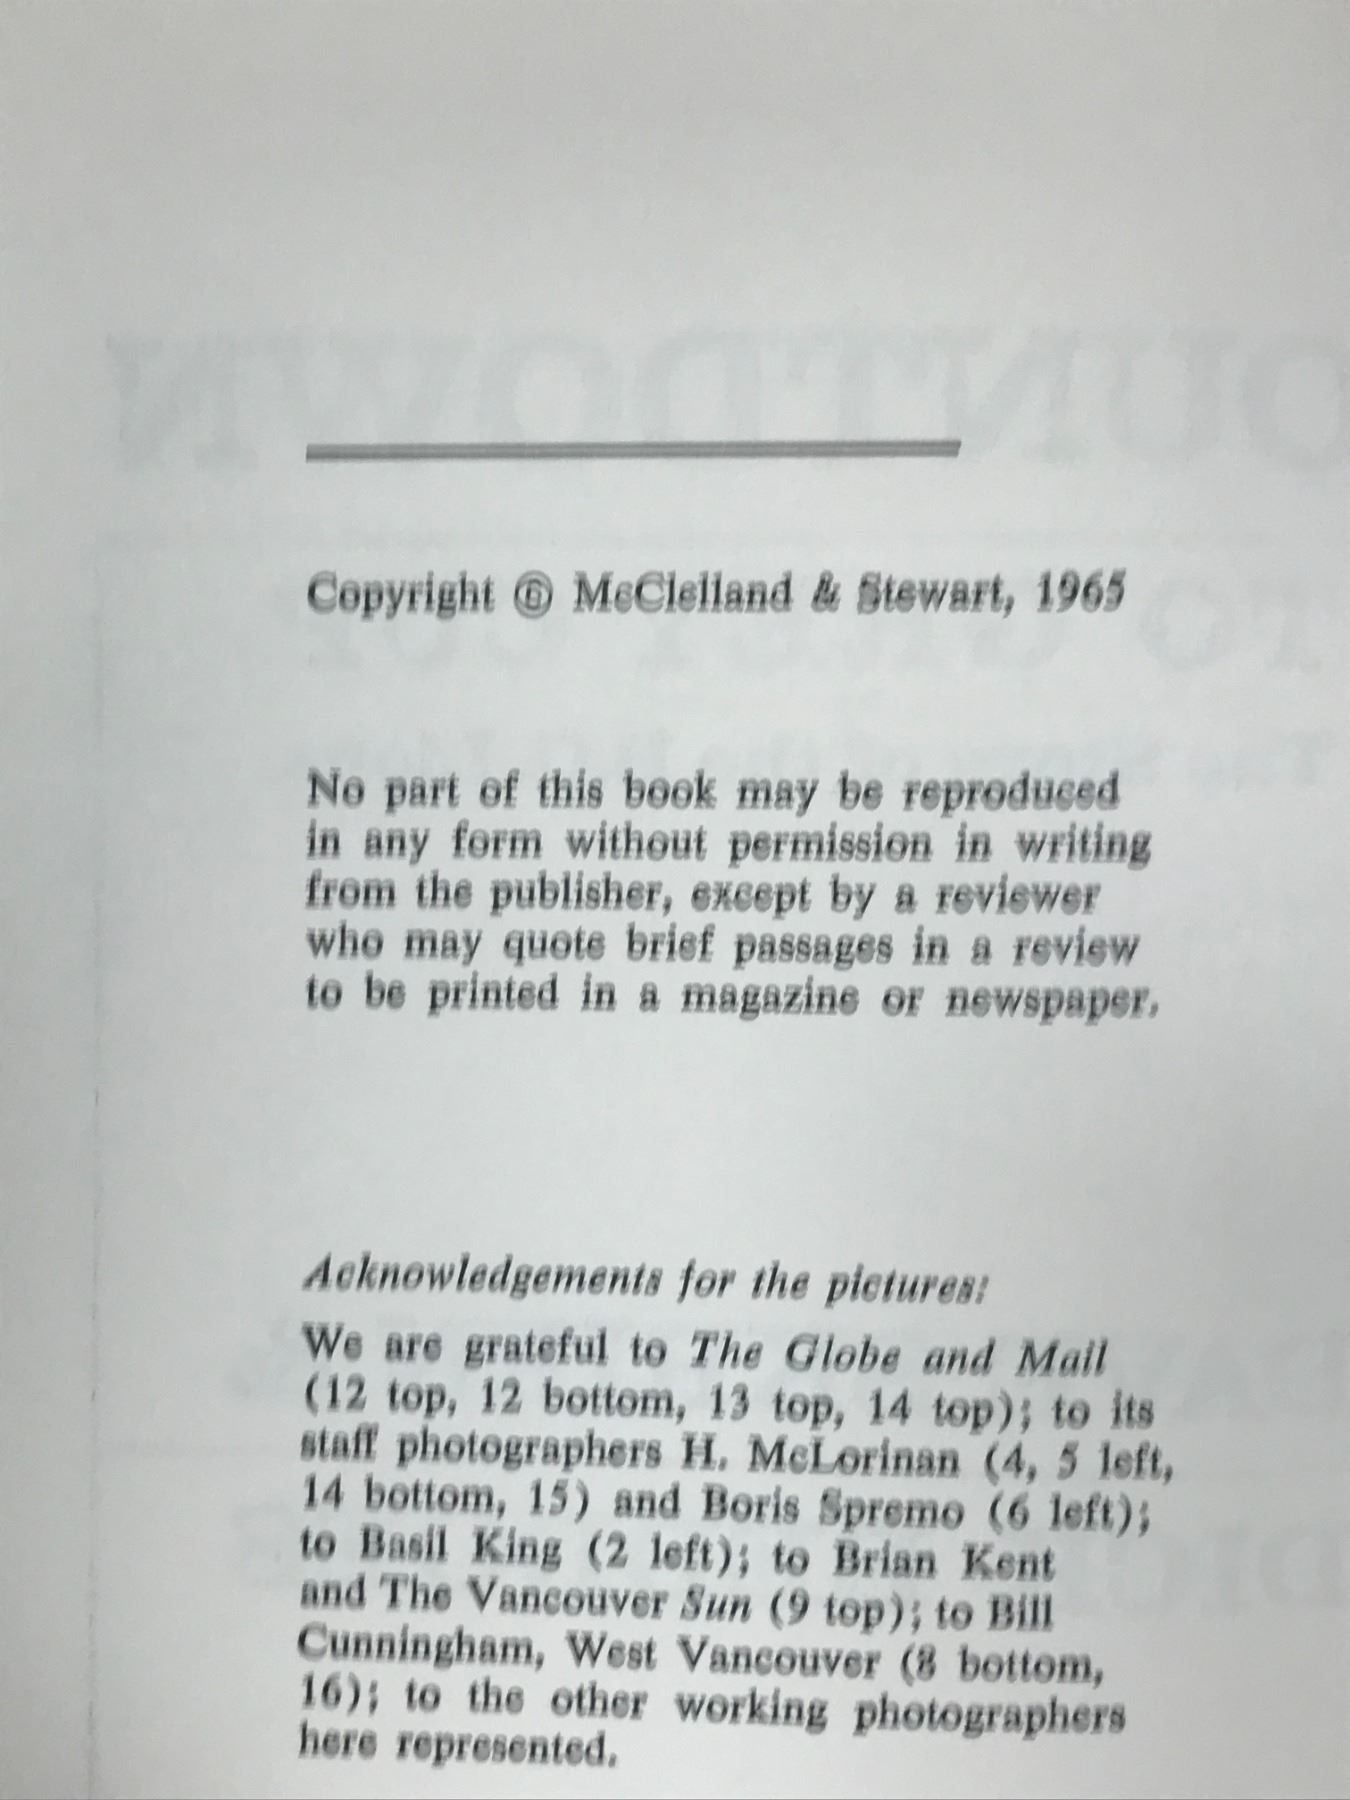 Copyright © McClelland & Stewart, 1965
No part of this book may be reproduced
in any form without permission in writing
from the publisher, except by a reviewer
who may quote brief passages in a review
to be printed in a magazine or newspaper.
Acknowledgements for the pictures:
We are grateful to The Globe and Mail
(12 top, 12 bottom, 13 top, 14 top); to its
staff photographers H. McLorinan (4, 5 left,
14 bottom, 15) and Boris Spremo (6 left);
to Basil King (2 left); to Brian Kent
and The Vancouver Sun (9 top); to Bill
Cunningham, West Vancouver (8 bottom,
16); to the other working photographers
here represented.